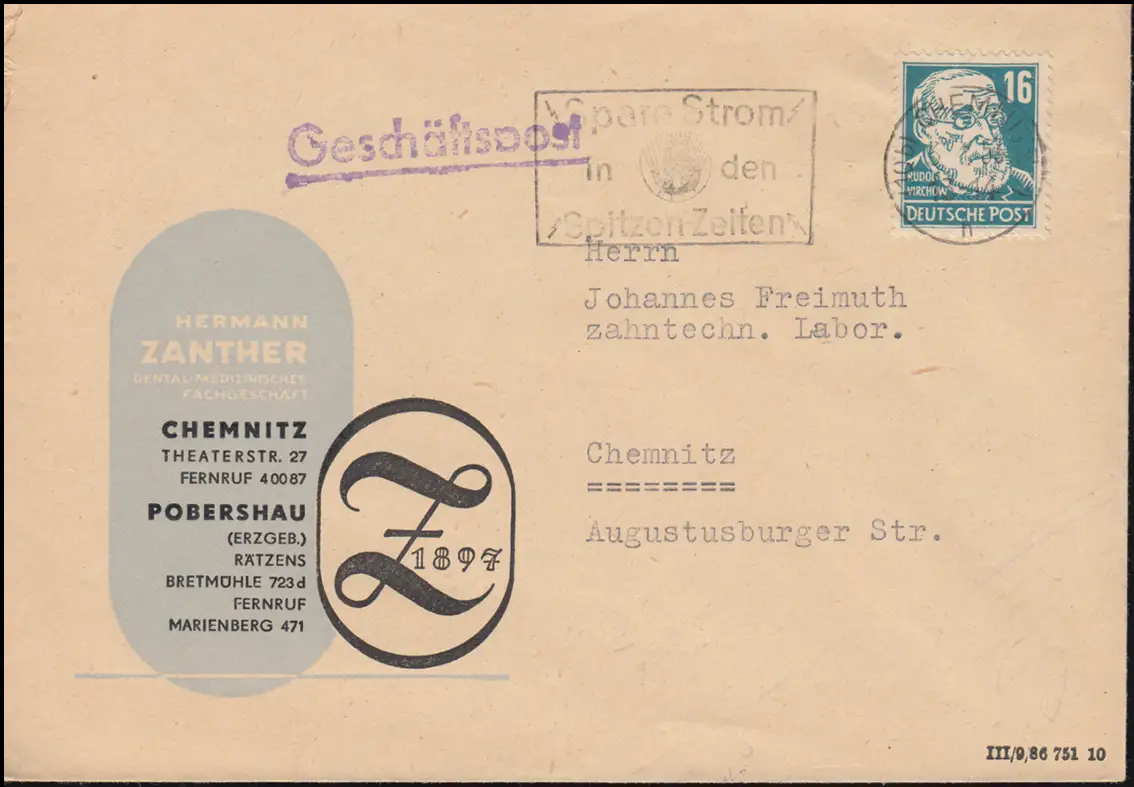 Geschäftspost
Spare Strom
in den
Spitzen-Zeiten
16
RUDOLF
VIRCHOW
DEUTSCHE POST
Herrn
Johannes Freimuth
zahntechn. Labor.
Chemnitz
========
Augustusburger Str.
HERMANN
ZANTHER
DENTAL-MEDIZINISCHES
FACHGESCHÄFT
CHEMNITZ
THEATERSTR. 27
FERNRUF 40087
POBERSHAU
(ERZGEB.)
RÄTZENS
BRETMÜHLE 723d
FERNRUF
MARIENBERG 471
Z
1897
III/9/86 751 10